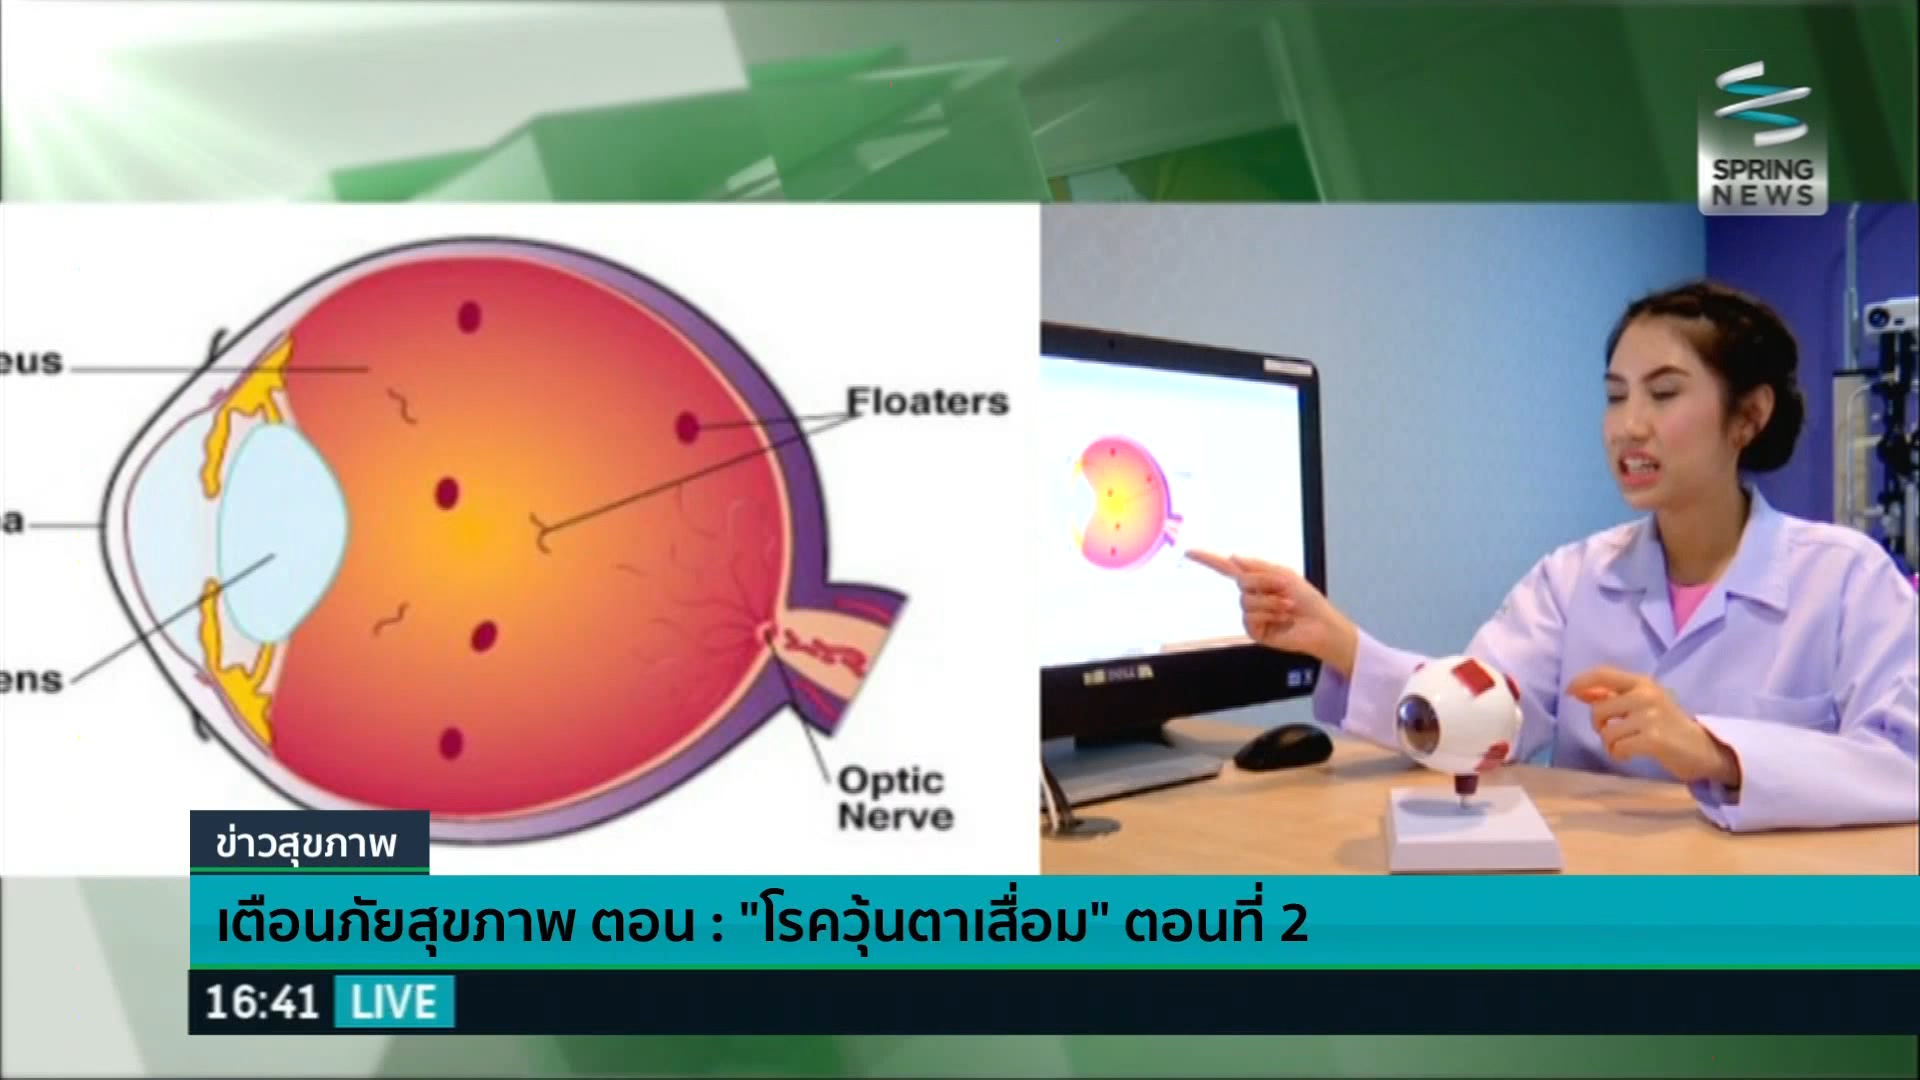 SPRING
NEWS
eus
Floaters
a
ens
Optic
Nerve
ข่าวสุขภาพ
เตือนภัยสุขภาพ ตอน : "โรควุ้นตาเสื่อม" ตอนที่ 2
16:41 LIVE